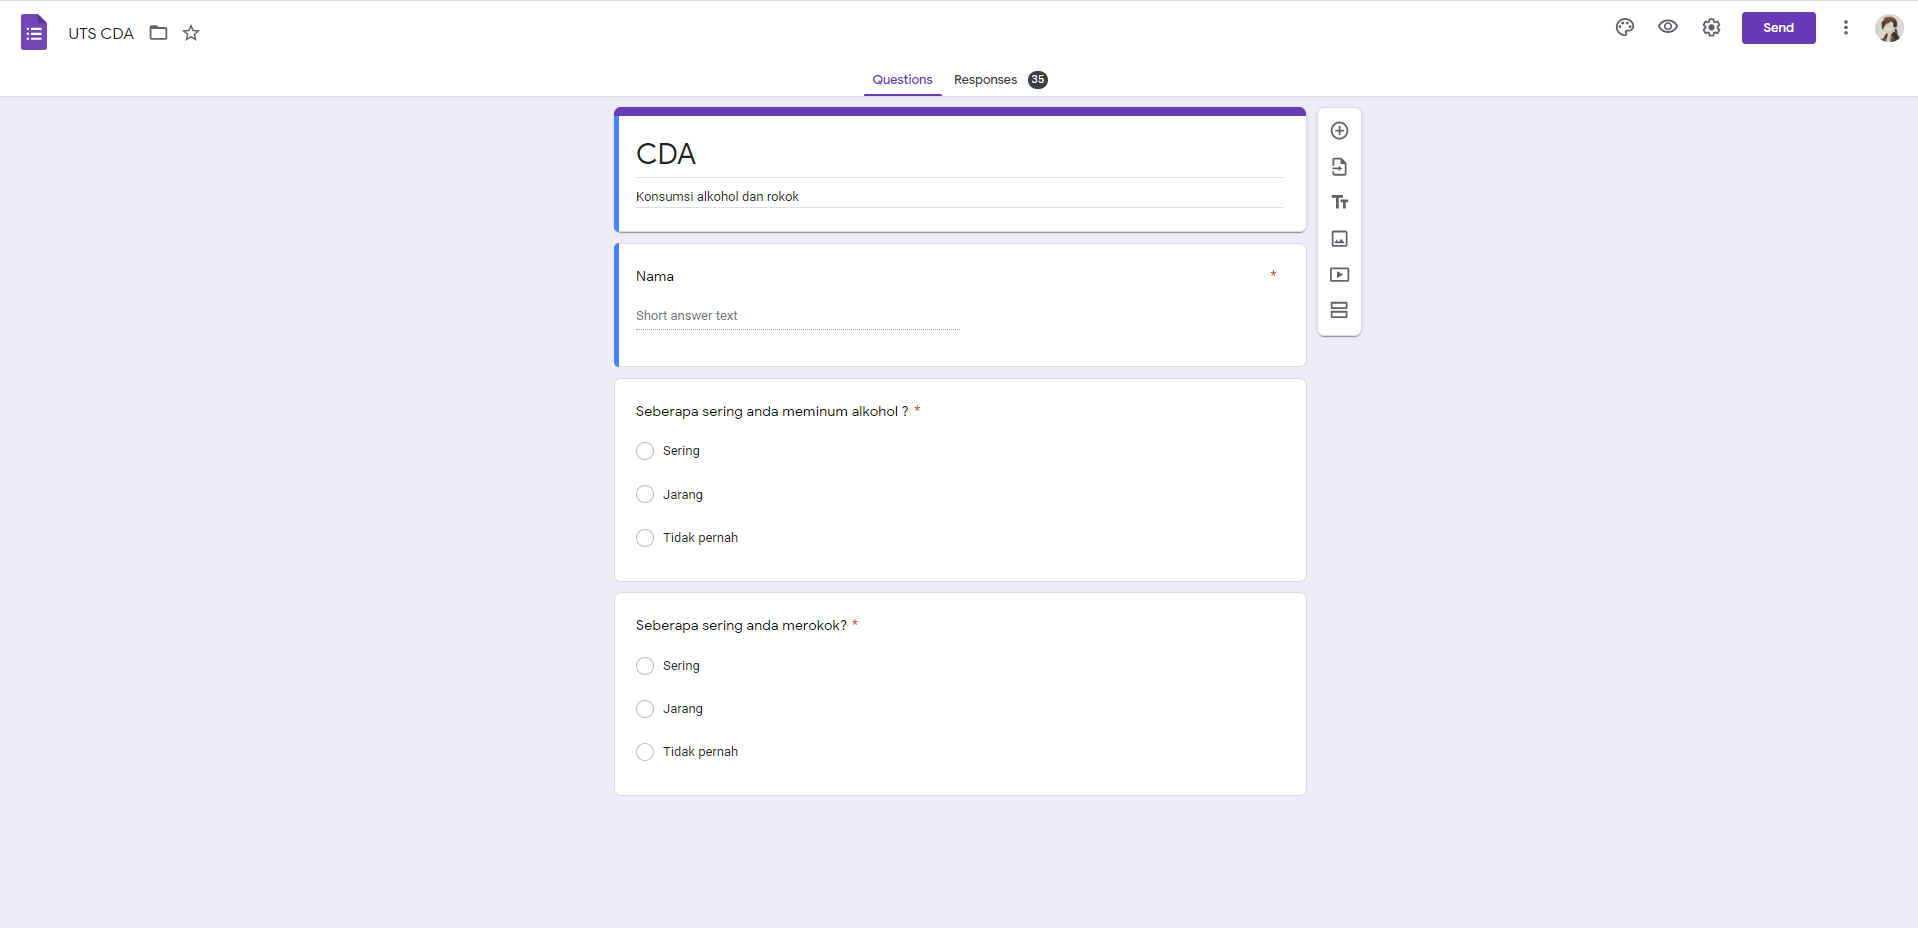 UTS CDA
Send
Questions
Responses 35
CDA
Konsumsi alkohol dan rokok
Nama *
Short answer text
Seberapa sering anda meminum alkohol ? *
Sering
Jarang
Tidak pernah
Seberapa sering anda merokok? *
Sering
Jarang
Tidak pernah